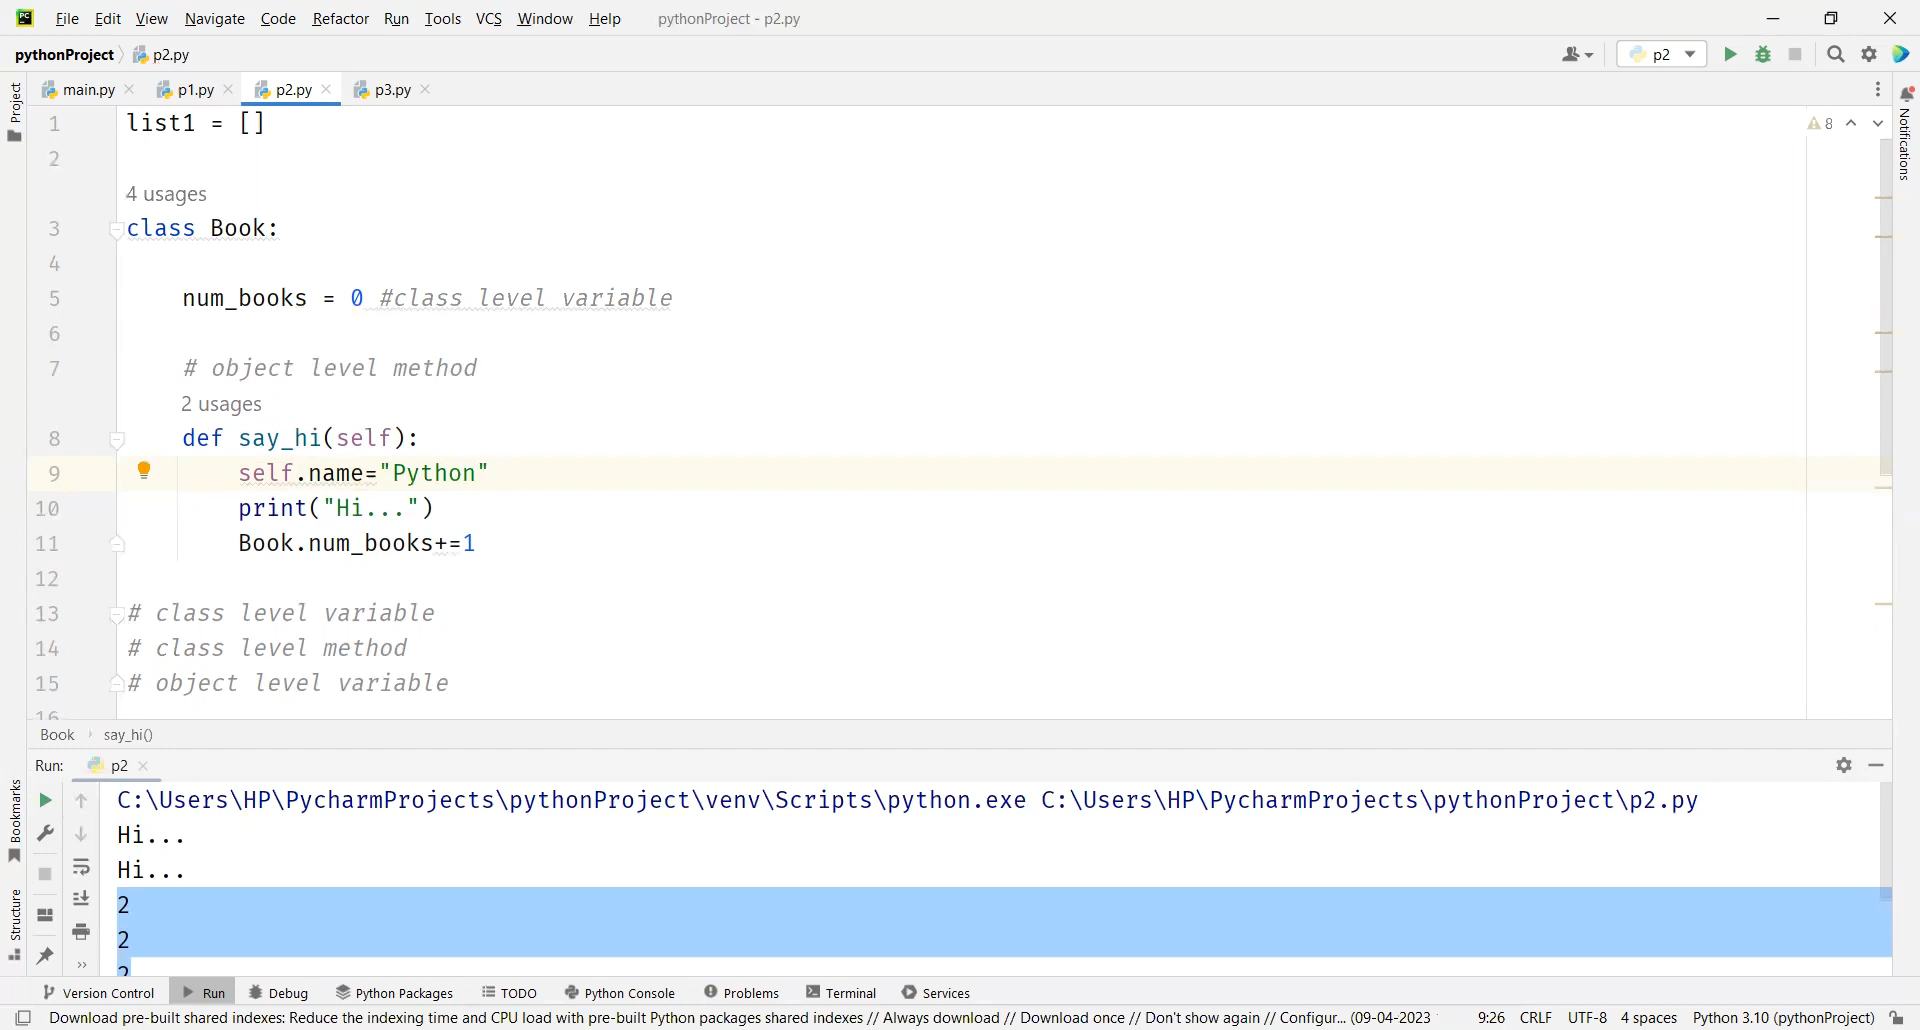 PC File Edit View Navigate Code Refactor Run Tools VCS Window Help pythonProject - p2.py
pythonProject p2.py p2
Project main.py p1.py p2.py p3.py
Notifications
1 list1 = [] 8
2
4 usages
3 class Book:
4
5 num_books = 0 #class level variable
6
7 # object level method
2 usages
8 def say_hi(self):
9 self.name="Python"
10 print("Hi...")
11 Book.num_books+=1
12
13 # class level variable
14 # class level method
15 # object level variable
16
Book say_hi()
Run: p2
Bookmarks
Structure
C:\Users\HP\PycharmProjects\pythonProject\venv\Scripts\python.exe C:\Users\HP\PycharmProjects\pythonProject\p2.py
Hi...
Hi...
2
2
2
Version Control Run Debug Python Packages TODO Python Console Problems Terminal Services
Download pre-built shared indexes: Reduce the indexing time and CPU load with pre-built Python packages shared indexes // Always download // Download once // Don't show again // Configur... (09-04-2023 9:26 CRLF UTF-8 4 spaces Python 3.10 (pythonProject)